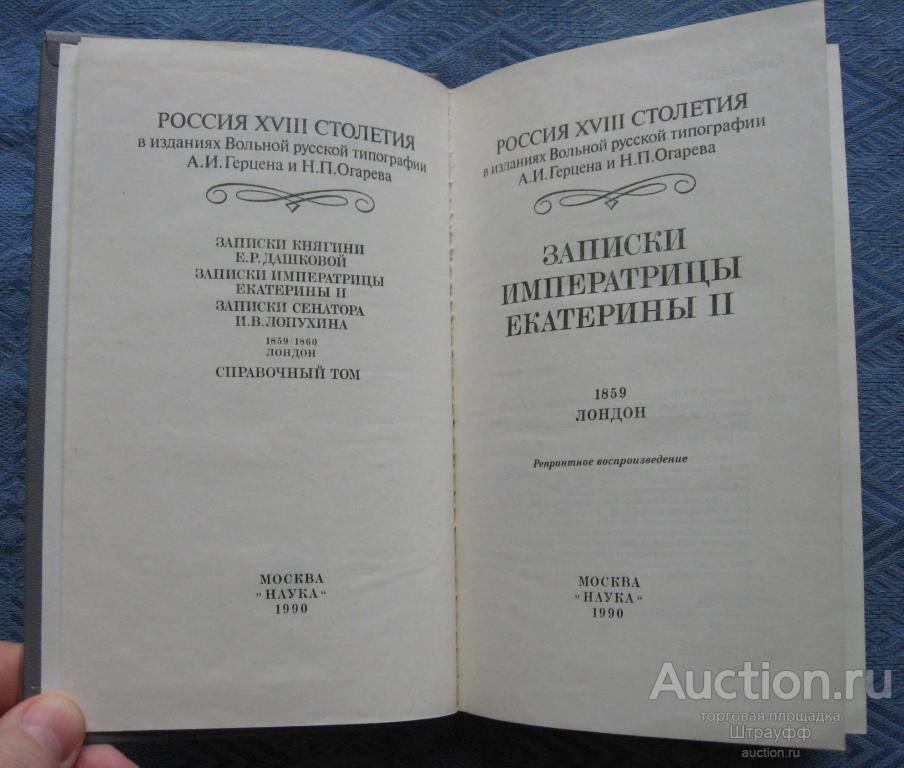 РОССИЯ XVIII СТОЛЕТИЯ
в изданиях Вольной русской типографии
А.И.Герцена и Н.П.Огарева
ЗАПИСКИ КНЯГИНИ
Е.Р.ДАШКОВОЙ
ЗАПИСКИ ИМПЕРАТРИЦЫ
ЕКАТЕРИНЫ II
ЗАПИСКИ СЕНАТОРА
И.В.ЛОПУХИНА
1859-1860
ЛОНДОН
СПРАВОЧНЫЙ ТОМ
МОСКВА
"НАУКА"
1990
РОССИЯ XVIII СТОЛЕТИЯ
в изданиях Вольной русской типографии
А.И.Герцена и Н.П.Огарева
ЗАПИСКИ
ИМПЕРАТРИЦЫ
ЕКАТЕРИНЫ II
1859
ЛОНДОН
Репринтное воспроизведение
МОСКВА
"НАУКА"
1990
Auction.ru
торговая площадка
Штрауфф
auction.ru